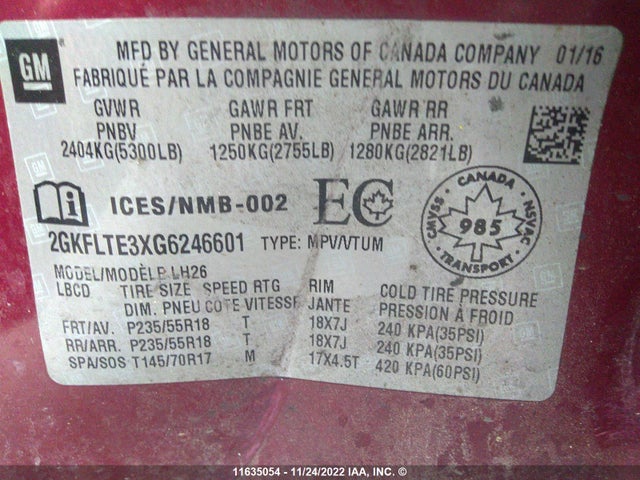 GM
MFD BY GENERAL MOTORS OF CANADA COMPANY 01/16
FABRIQUÉ PAR LA COMPAGNIE GENERAL MOTORS DU CANADA
GVWR GAWR FRT GAWR RR
PNBV PNBE AV. PNBE ARR.
2404KG(5300LB) 1250KG(2755LB) 1280KG(2821LB)
i ICES/NMB-002 EC
CANADA
CMVSS 985 NSVAC
TRANSPORT
2GKFLTE3XG6246601 TYPE: MPV/VTUM
MODEL/MODÈLE LH26
LBCD TIRE SIZE SPEED RTG RIM COLD TIRE PRESSURE
DIM. PNEU COTE VITESSE JANTE PRESSION À FROID
FRT/AV. P235/55R18 T 18X7J 240 KPA(35PSI)
RR/ARR. P235/55R18 T 18X7J 240 KPA(35PSI)
SPA/SOS T145/70R17 M 17X4.5T 420 KPA(60PSI)
11635054 - 11/24/2022 IAA, INC. ©